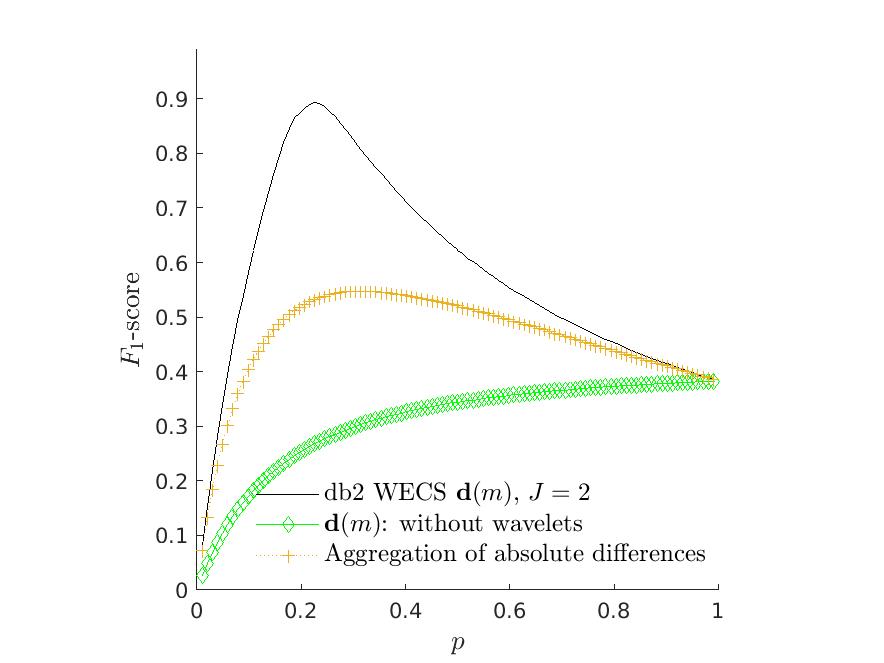 0.9
0.8
0.7
0.6
0.5
0.4
0.3
0.2
0.1
0
F₁-score
db2 WECS d(m), J = 2
d(m): without wavelets
Aggregation of absolute differences
0 0.2 0.4 0.6 0.8 1
p